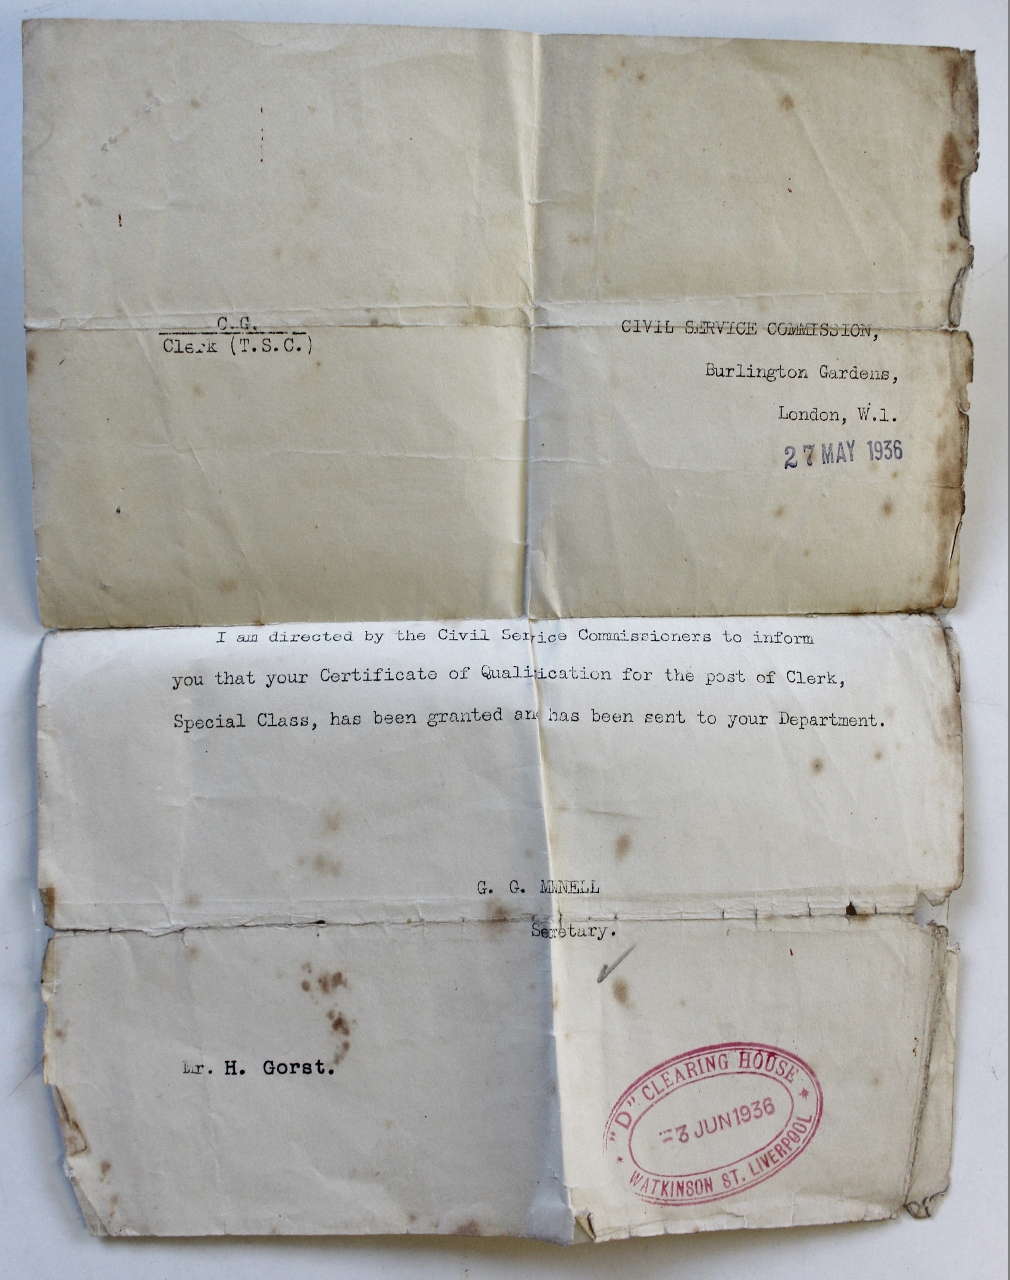 C.G.
Clerk (T.S.C.)
CIVIL SERVICE COMMISSION,
Burlington Gardens,
London, W.1.
27 MAY 1936
I am directed by the Civil Service Commissioners to inform
you that your Certificate of Qualification for the post of Clerk,
Special Class, has been granted and has been sent to your Department.
G. G.
Secretary.
Mr. H. Gorst.
"D" CLEARING HOUSE
3 JUN 1936
WATKINSON ST. LIVERPOOL